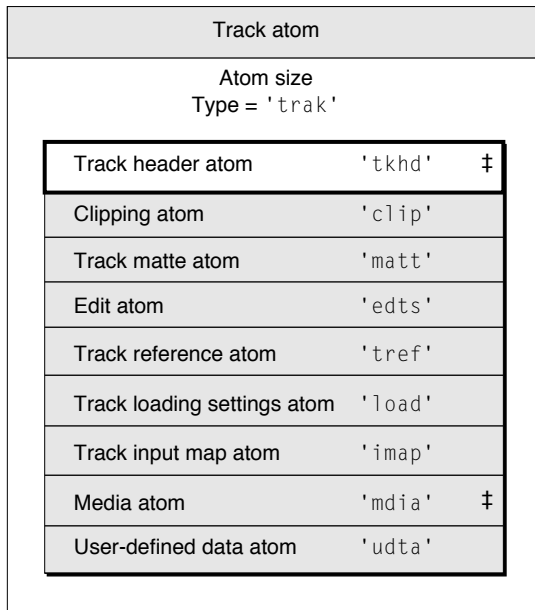 Track atom
Atom size
Type = 'trak'
Track header atom 'tkhd' ‡
Clipping atom 'clip'
Track matte atom 'matt'
Edit atom 'edts'
Track reference atom 'tref'
Track loading settings atom 'load'
Track input map atom 'imap'
Media atom 'mdia' ‡
User-defined data atom 'udta'